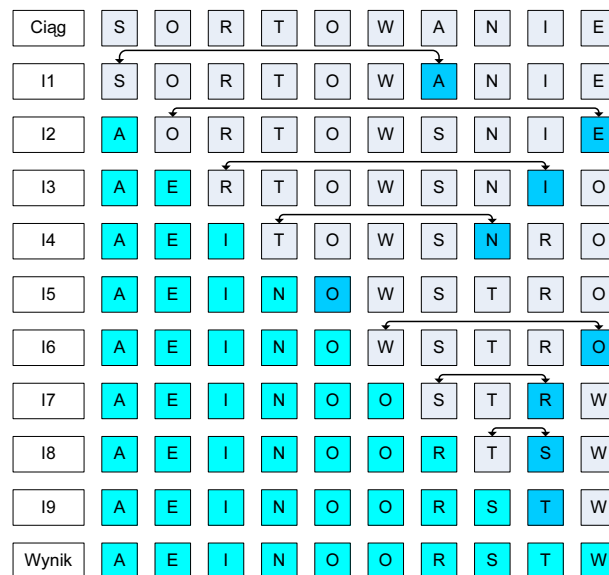 Ciąg S O R T O W A N I E
I1 S O R T O W A N I E
I2 A O R T O W S N I E
I3 A E R T O W S N I O
I4 A E I T O W S N R O
I5 A E I N O W S T R O
I6 A E I N O W S T R O
I7 A E I N O O S T R W
I8 A E I N O O R T S W
I9 A E I N O O R S T W
Wynik A E I N O O R S T W